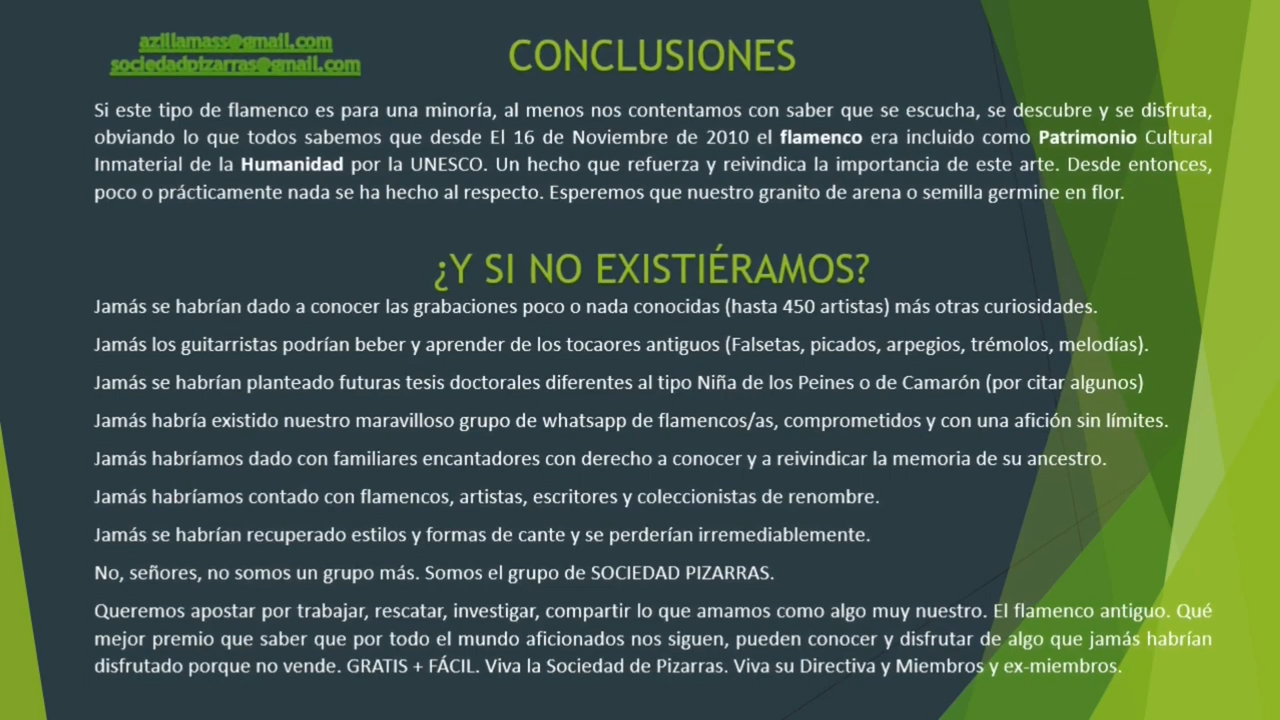 azillamass@gmail.com
sociedadpizarras@gmail.com
CONCLUSIONES
Si este tipo de flamenco es para una minoría, al menos nos contentamos con saber que se escucha, se descubre y se disfruta,
obviando lo que todos sabemos que desde El 16 de Noviembre de 2010 el flamenco era incluido como Patrimonio Cultural
Inmaterial de la Humanidad por la UNESCO. Un hecho que refuerza y reivindica la importancia de este arte. Desde entonces,
poco o prácticamente nada se ha hecho al respecto. Esperemos que nuestro granito de arena o semilla germine en flor.
¿Y SI NO EXISTIÉRAMOS?
Jamás se habrían dado a conocer las grabaciones poco o nada conocidas (hasta 450 artistas) más otras curiosidades.
Jamás los guitarristas podrían beber y aprender de los tocaores antiguos (Falsetas, picados, arpegios, trémolos, melodías).
Jamás se habrían planteado futuras tesis doctorales diferentes al tipo Niña de los Peines o de Camarón (por citar algunos)
Jamás habría existido nuestro maravilloso grupo de whatsapp de flamencos/as, comprometidos y con una afición sin límites.
Jamás habríamos dado con familiares encantadores con derecho a conocer y a reivindicar la memoria de su ancestro.
Jamás habríamos contado con flamencos, artistas, escritores y coleccionistas de renombre.
Jamás se habrían recuperado estilos y formas de cante y se perderían irremediablemente.
No, señores, no somos un grupo más. Somos el grupo de SOCIEDAD PIZARRAS.
Queremos apostar por trabajar, rescatar, investigar, compartir lo que amamos como algo muy nuestro. El flamenco antiguo. Qué
mejor premio que saber que por todo el mundo aficionados nos siguen, pueden conocer y disfrutar de algo que jamás habrían
disfrutado porque no vende. GRATIS + FÁCIL. Viva la Sociedad de Pizarras. Viva su Directiva y Miembros y ex-miembros.